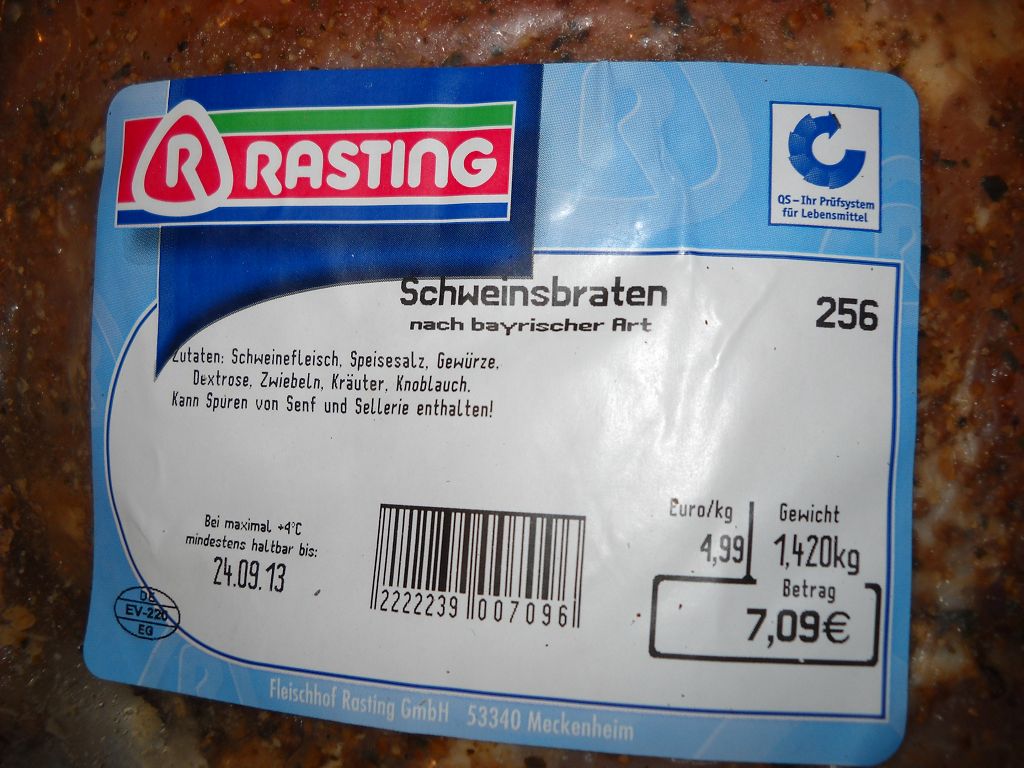 R RASTING
QS – Ihr Prüfsystem
für Lebensmittel
Schweinsbraten
256
nach bayrischer Art
Zutaten: Schweinefleisch, Speisesalz, Gewürze,
Dextrose, Zwiebeln, Kräuter, Knoblauch.
Kann Spuren von Senf und Sellerie enthalten!
Bei maximal +4°C
mindestens haltbar bis:
24.09.13
DE
EV-220
EG
2222239 007096
Euro/kg Gewicht
4,99 1,420kg
Betrag
7,09€
Fleischhof Rasting GmbH 53340 Meckenheim